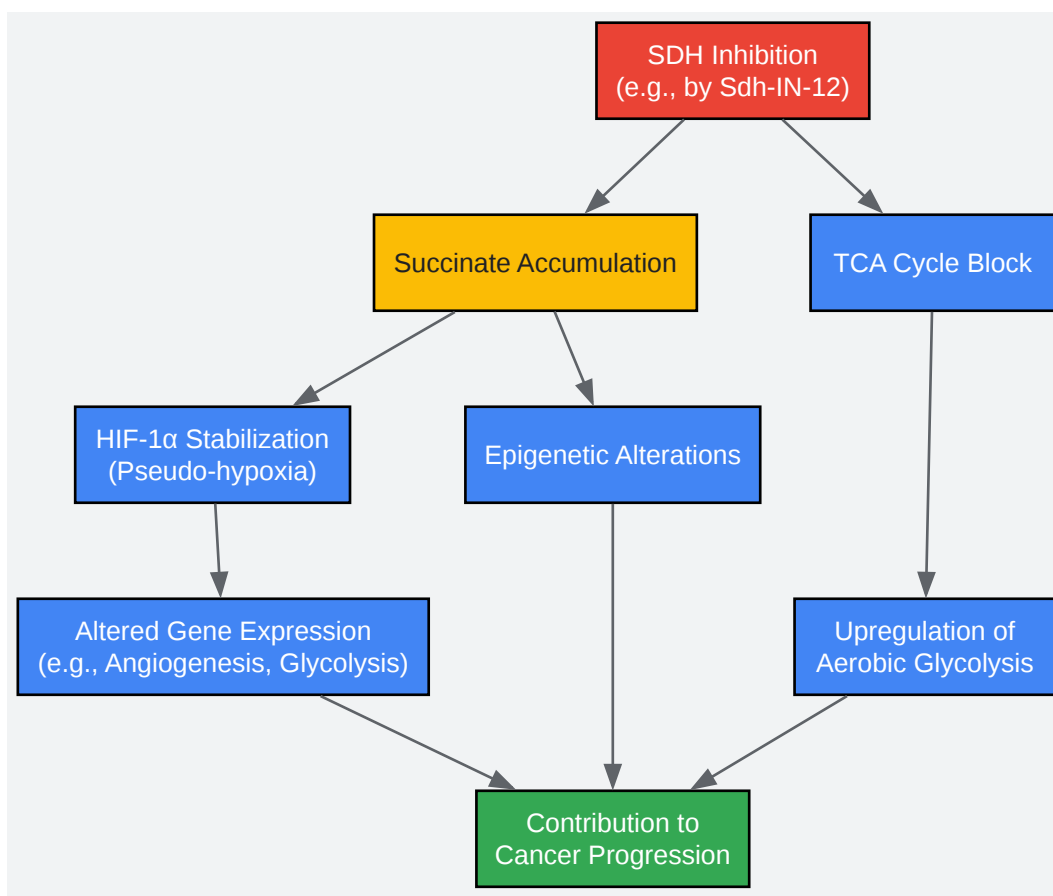 SDH Inhibition
(e.g., by Sdh-IN-12)
Succinate Accumulation
TCA Cycle Block
HIF-1α Stabilization
(Pseudo-hypoxia)
Epigenetic Alterations
Altered Gene Expression
(e.g., Angiogenesis, Glycolysis)
Upregulation of
Aerobic Glycolysis
Contribution to
Cancer Progression